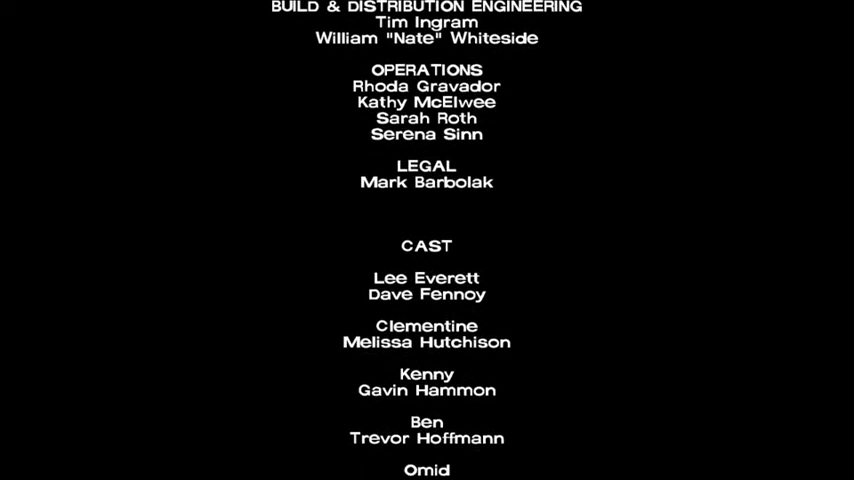 BUILD & DISTRIBUTION ENGINEERING
Tim Ingram
William "Nate" Whiteside
OPERATIONS
Rhoda Gravador
Kathy McElwee
Sarah Roth
Serena Sinn
LEGAL
Mark Barbolak
CAST
Lee Everett
Dave Fennoy
Clementine
Melissa Hutchison
Kenny
Gavin Hammon
Ben
Trevor Hoffmann
Omid